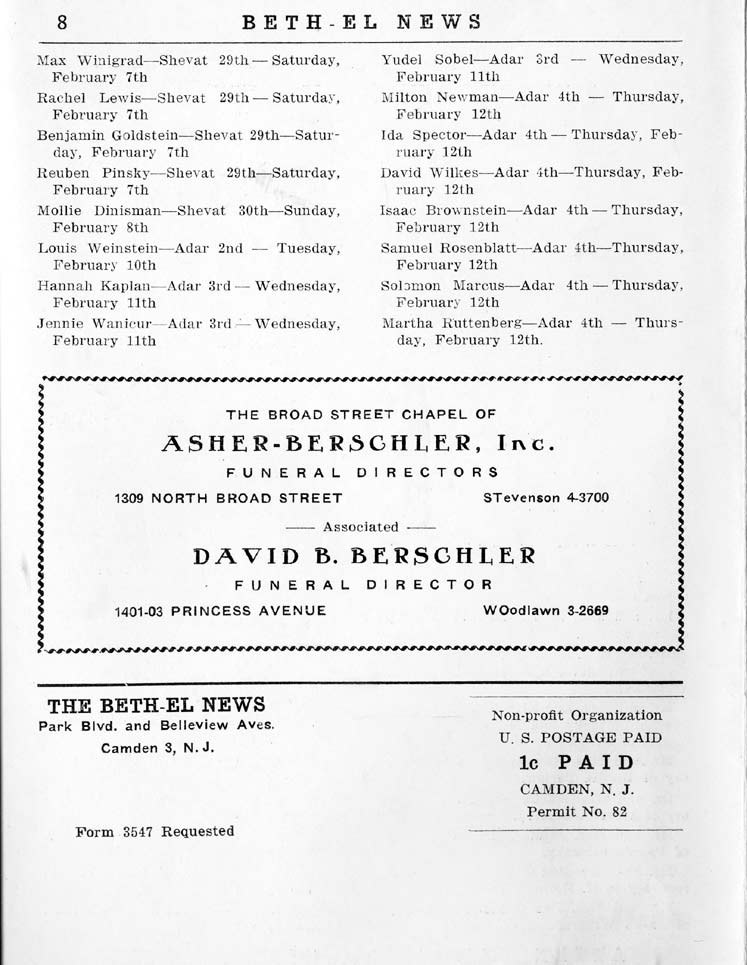 8
BETH-EL NEWS
Max Winigrad—Shevat 29th — Saturday,
February 7th
Rachel Lewis—Shevat 29th — Saturday,
February 7th
Benjamin Goldstein—Shevat 29th—Satur-
day, February 7th
Reuben Pinsky—Shevat 29th—Saturday,
February 7th
Mollie Dinisman—Shevat 30th—Sunday,
February 8th
Louis Weinstein—Adar 2nd — Tuesday,
February 10th
Hannah Kaplan—Adar 3rd — Wednesday,
February 11th
Jennie Wanicur—Adar 3rd — Wednesday,
February 11th
Yudel Sobel—Adar 3rd — Wednesday,
February 11th
Milton Newman—Adar 4th — Thursday,
February 12th
Ida Spector—Adar 4th — Thursday, Feb-
ruary 12th
David Wilkes—Adar 4th—Thursday, Feb-
ruary 12th
Isaac Brownstein—Adar 4th — Thursday,
February 12th
Samuel Rosenblatt—Adar 4th—Thursday,
February 12th
Solomon Marcus—Adar 4th — Thursday,
February 12th
Martha Ruttenberg—Adar 4th — Thurs-
day, February 12th.
THE BROAD STREET CHAPEL OF
ASHER-BERSCHLER, Inc.
FUNERAL DIRECTORS
1309 NORTH BROAD STREET STevenson 4-3700
—— Associated ——
DAVID B. BERSCHLER
FUNERAL DIRECTOR
1401-03 PRINCESS AVENUE WOodlawn 3-2669
THE BETH-EL NEWS
Park Blvd. and Belleview Aves.
Camden 3, N. J.
Form 3547 Requested
Non-profit Organization
U. S. POSTAGE PAID
1c PAID
CAMDEN, N. J.
Permit No. 82